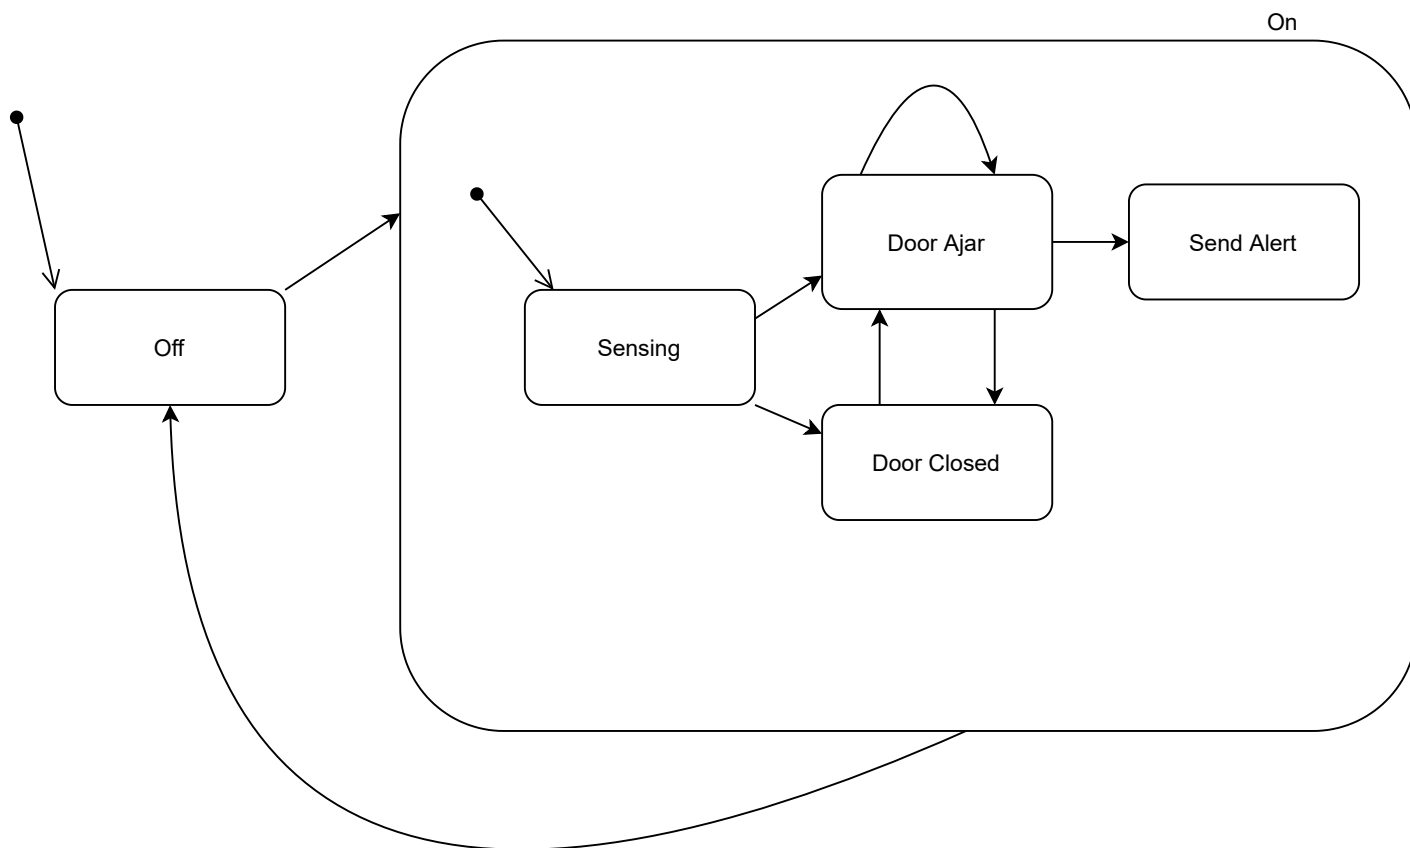 On
Door Ajar
Send Alert
Off
Sensing
Door Closed